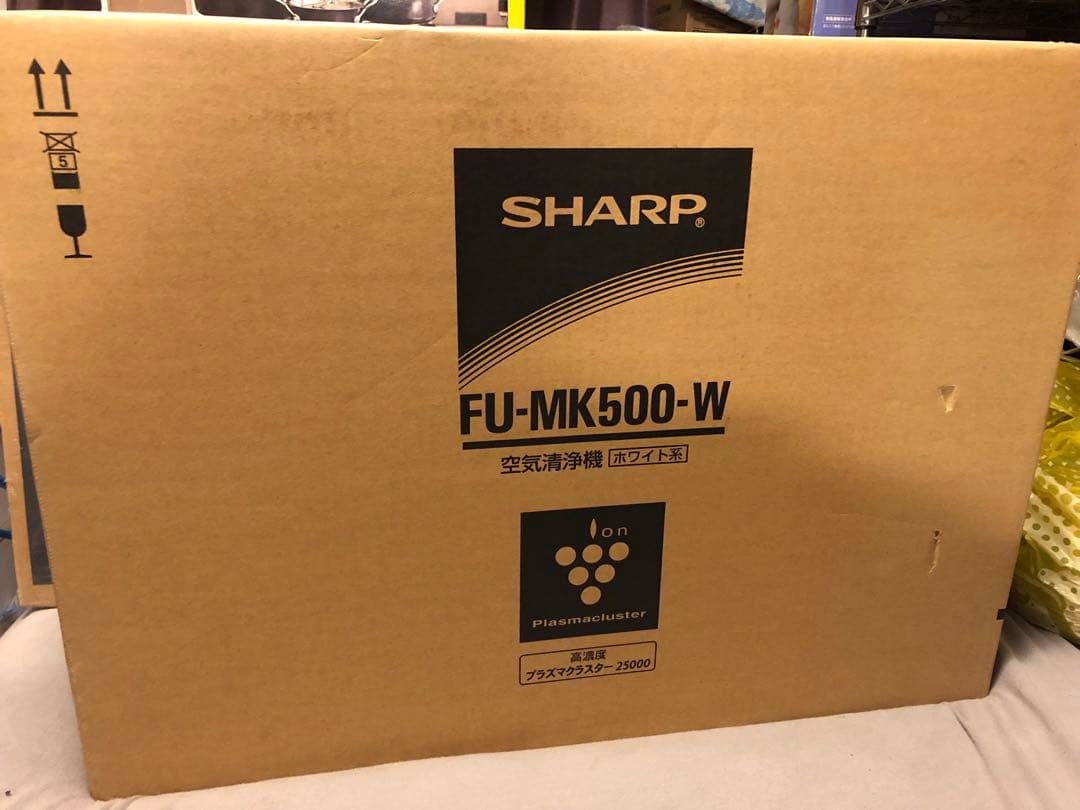 5
SHARP®
FU-MK500-W
空気清浄機 ホワイト系
Ion
Plasmacluster
高濃度
プラズマクラスター 25000